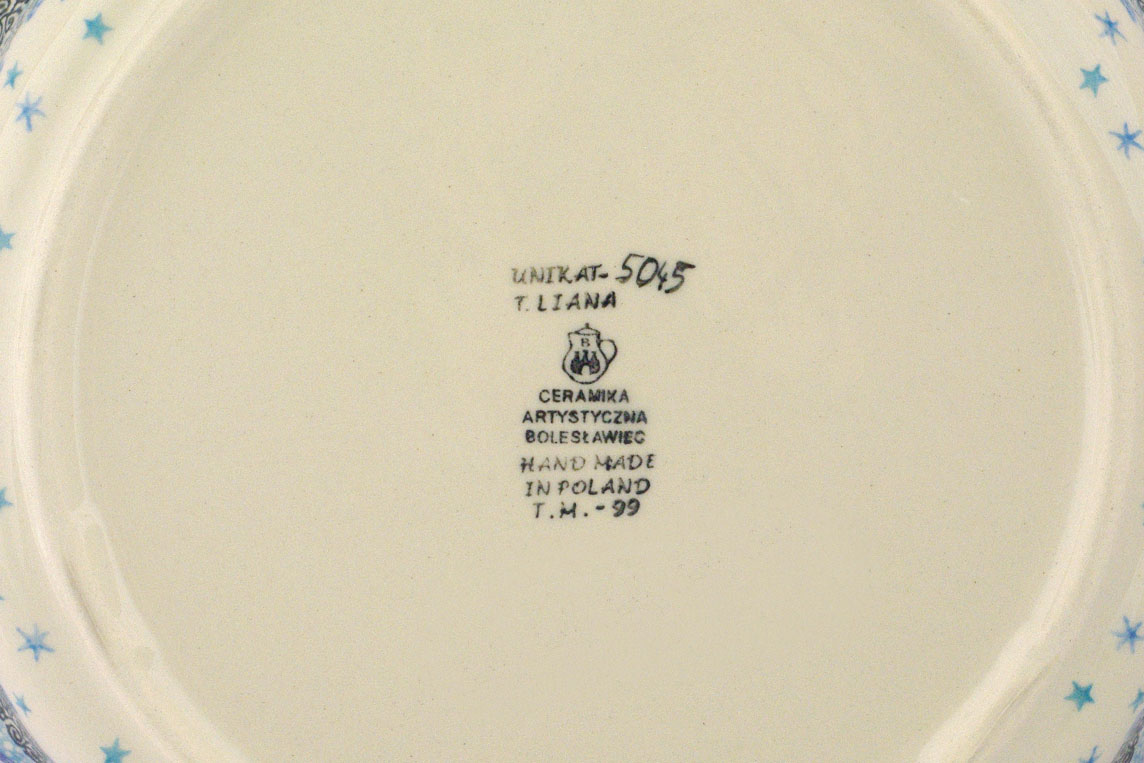 UNIKAT-5045
T. LIANA
B
CERAMIKA
ARTYSTYCZNA
BOLESŁAWIEC
HAND MADE
IN POLAND
T.M.-99